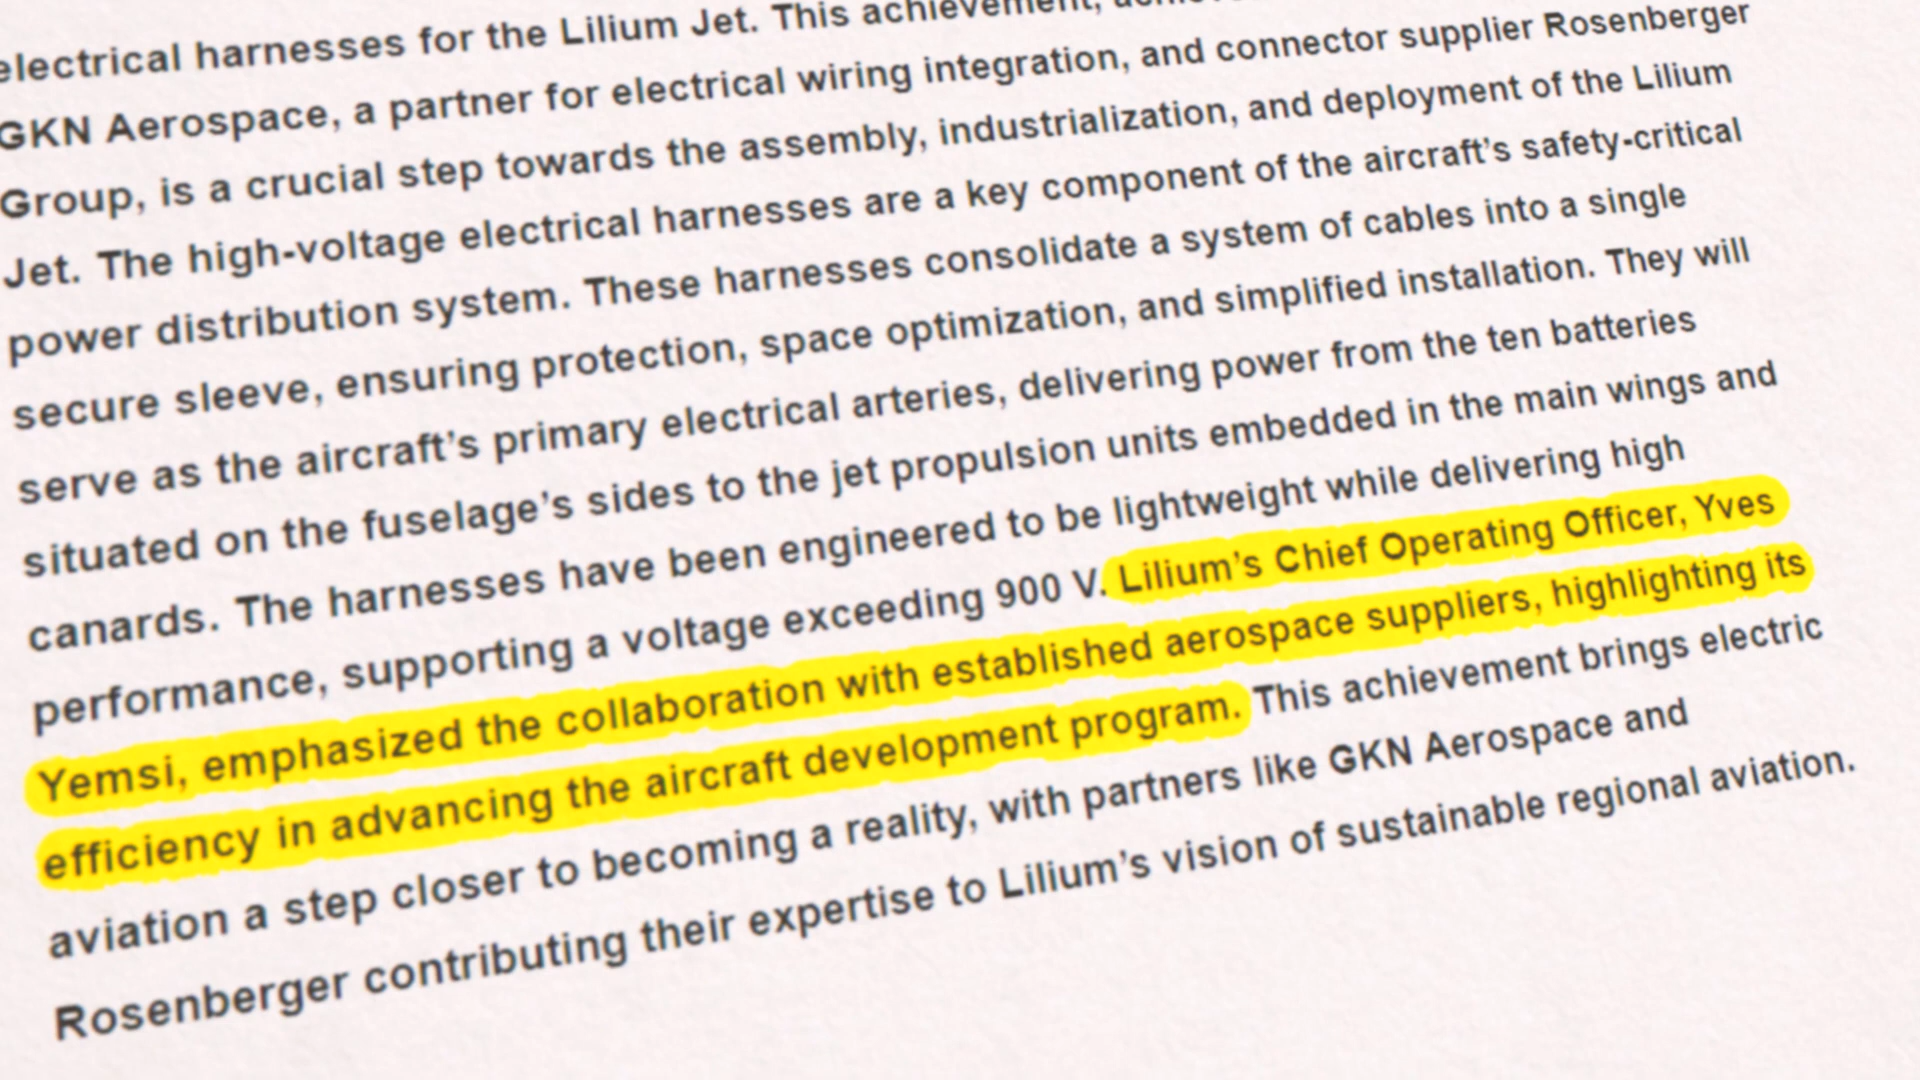 electrical harnesses for the Lilium Jet. This achievement,
GKN Aerospace, a partner for electrical wiring integration, and connector supplier Rosenberger
Group, is a crucial step towards the assembly, industrialization, and deployment of the Lilium
Jet. The high-voltage electrical harnesses are a key component of the aircraft’s safety-critical
power distribution system. These harnesses consolidate a system of cables into a single
secure sleeve, ensuring protection, space optimization, and simplified installation. They will
serve as the aircraft’s primary electrical arteries, delivering power from the ten batteries
situated on the fuselage’s sides to the jet propulsion units embedded in the main wings and
canards. The harnesses have been engineered to be lightweight while delivering high
performance, supporting a voltage exceeding 900 V. Lilium’s Chief Operating Officer, Yves
Yemsi, emphasized the collaboration with established aerospace suppliers, highlighting its
efficiency in advancing the aircraft development program. This achievement brings electric
aviation a step closer to becoming a reality, with partners like GKN Aerospace and
Rosenberger contributing their expertise to Lilium’s vision of sustainable regional aviation.